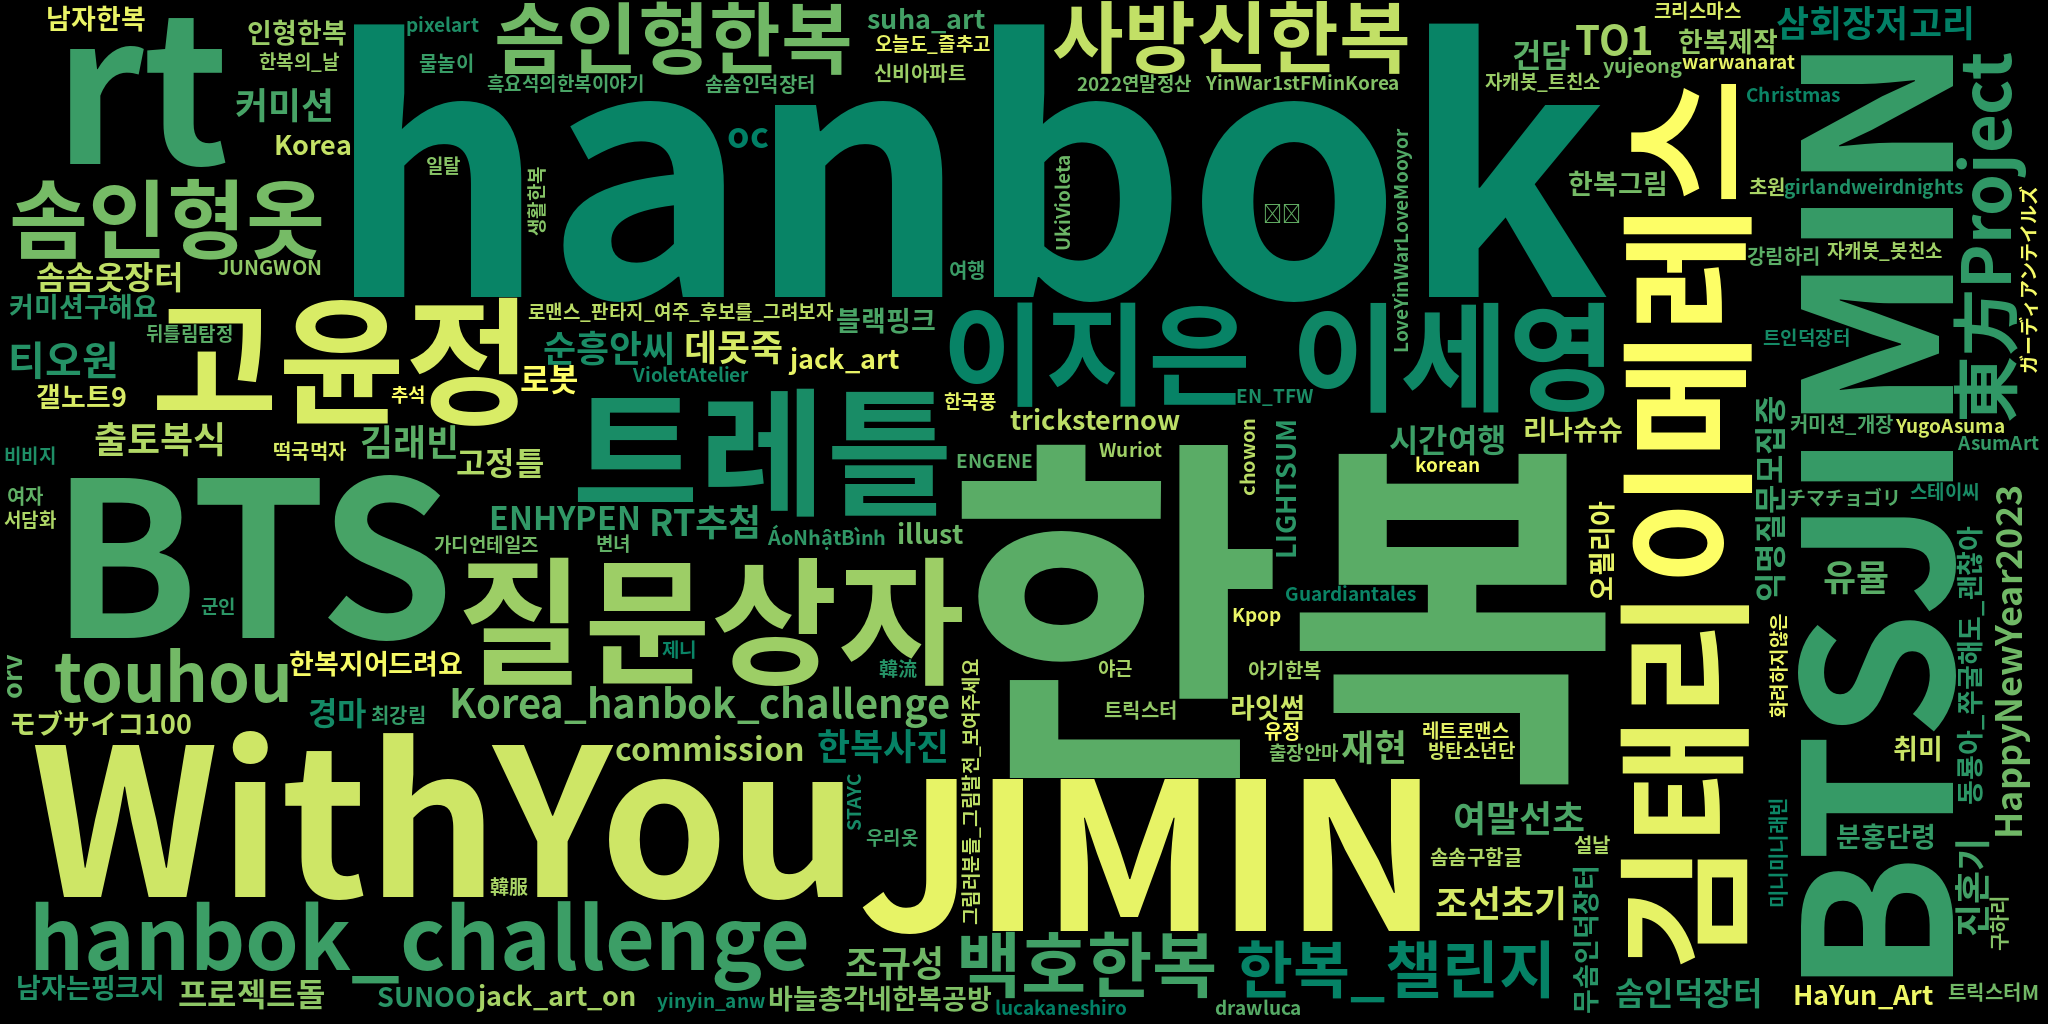 남자한복
rt
인형한복
한복의_날
커미션
Korea
pixelart
물놀이
솜인형한복
흑요석의한복이야기
솜솜인덕장터
suha_art
오늘도_즐추고
신비아파트
사방신한복
2022연말정산
YinWar1stFMinKorea
건담
TO1
자캐봇_트친소
yujeong
크리스마스
한복제작
warwanarat
삼회장저고리
Christmas
hanbok
oc
일탈
생활한복
UkiVioleta
여행
LoveYinWarLoveMooyor
한복그림
초원
girlandweirdnights
강림하리
자캐봇_봇친소
東方Project
ガーディアンテイルズ
솜인형옷
솜솜옷장터
JUNGWON
커미션구해요
뒤틀림탐정
티오원
갤노트9
고윤정
추석
로맨스_판타지_여주_후보를_그려보자
블랙핑크
순흥안씨
데못죽
jack_art
로봇
VioletAtelier
이지은
이세영
EN_TFW
한국풍
트인덕장터
김태리이메레스
BTSJIMIN
커미션_개장
YugoAsuma
AsumArt
출토복식
떡국먹자
김래빈
고정틀
트레틀
tricksternow
Wuriot
ENGENE
chowon
LIGHTSUM
시간여행
korean
리나슈슈
비비지
여자
서담화
BTS
군인
ENHYPEN
RT추첨
가디언테일즈
변녀
ÁoNhậtBình
illust
한복
오필리아
익명질문모집중
チマチョゴリ
스테이씨
유물
동룡아_쭈굴해도_괜찮아
HappyNewYear2023
질문상자
제니
韓流
Guardiantales
Kpop
야근
아기한복
트릭스터
라잇썸
유정
출장안마
재현
레트로맨스
방탄소년단
화려하지않은
취미
orv
touhou
한복지어드려요
경마
최강림
Korea_hanbok_challenge
モブサイコ100
commission
한복사진
그림러분들_그림발전_보여주세요
WithYou
韓服
STAYC
우리옷
JIMIN
여말선초
솜솜구함글
설날
조선초기
무솜인덕장터
미니미니래빈
분홍단령
진혼기
구하리
hanbok_challenge
조규성
백호한복
한복_챌린지
솜인덕장터
남자는핑크지
프로젝트돌
SUNOO
jack_art_on
yinyin_anw
바늘총각네한복공방
lucakaneshiro
drawluca
HaYun_Art
트릭스터M